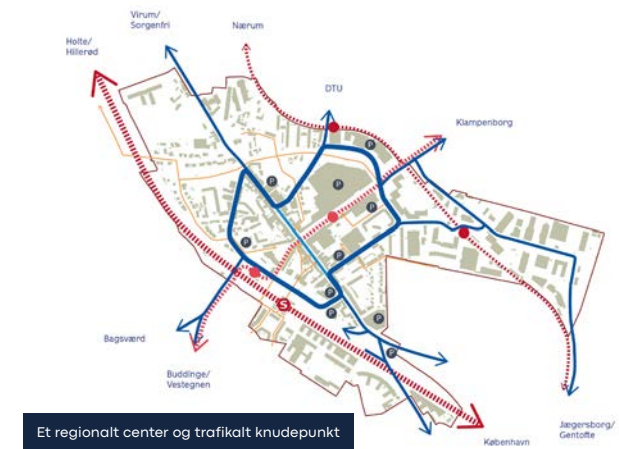 Virum/
Sorgenfri
Nærum
Holte/
Hillerød
DTU
Klampenborg
P
P
P
P
P
P
P
S
P
P
P
Bagsværd
Buddinge/
Vestegnen
Jægersborg/
Gentofte
København
Et regionalt center og trafikalt knudepunkt